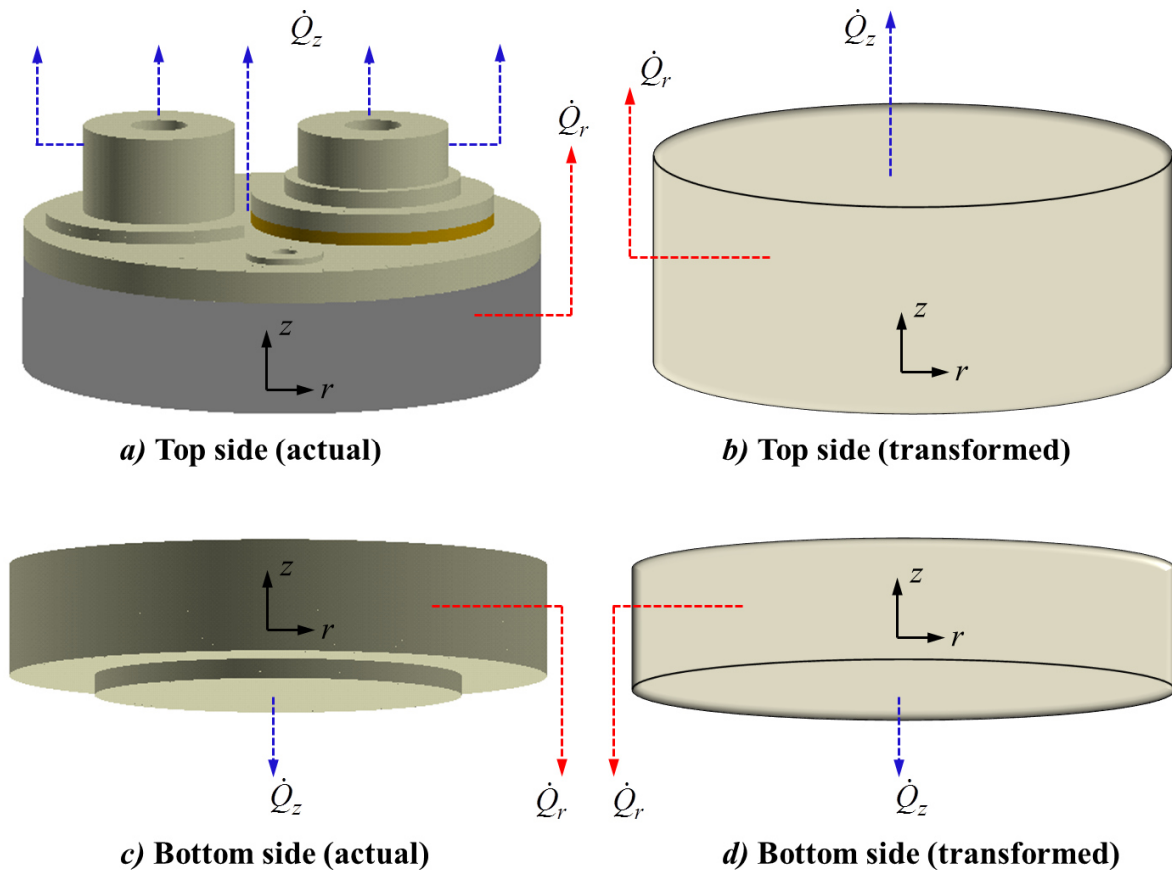 Q̇z
Q̇z
Q̇r
Q̇r
z
r
z
r
a) Top side (actual)
b) Top side (transformed)
z
r
z
r
Q̇z
Q̇r
Q̇r
Q̇z
c) Bottom side (actual)
d) Bottom side (transformed)